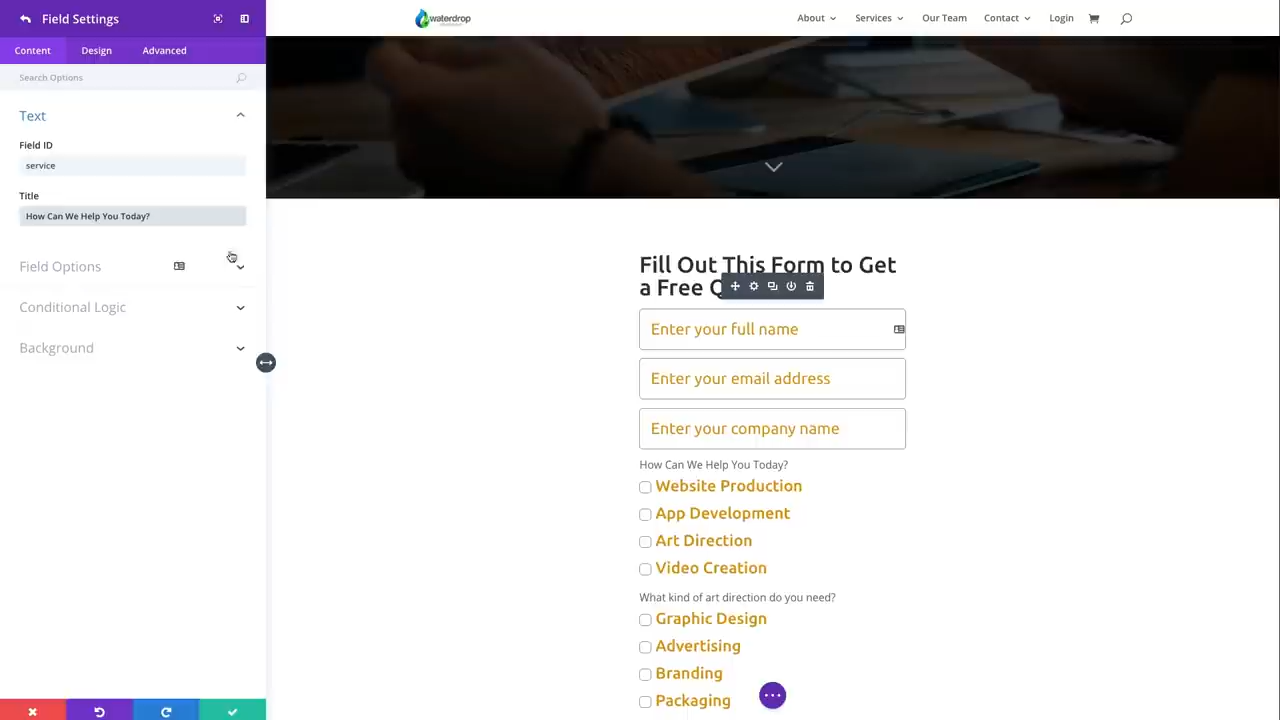 Field Settings
Content
Design
Advanced
Search Options
Text
Field ID
service
Title
How Can We Help You Today?
Field Options
Conditional Logic
Background
waterdrop
About
Services
Our Team
Contact
Login
Fill Out This Form to Get
a Free Q
Enter your full name
Enter your email address
Enter your company name
How Can We Help You Today?
Website Production
App Development
Art Direction
Video Creation
What kind of art direction do you need?
Graphic Design
Advertising
Branding
Packaging